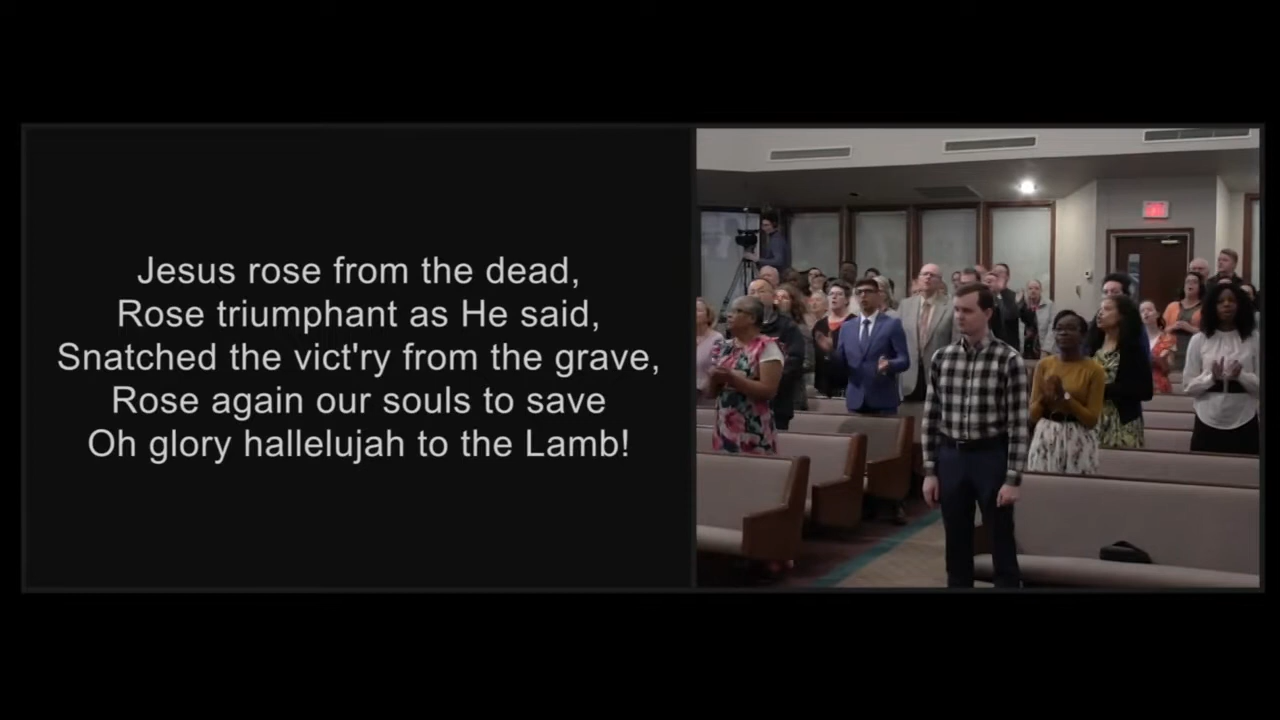 Jesus rose from the dead,
Rose triumphant as He said,
Snatched the vict'ry from the grave,
Rose again our souls to save
Oh glory hallelujah to the Lamb!